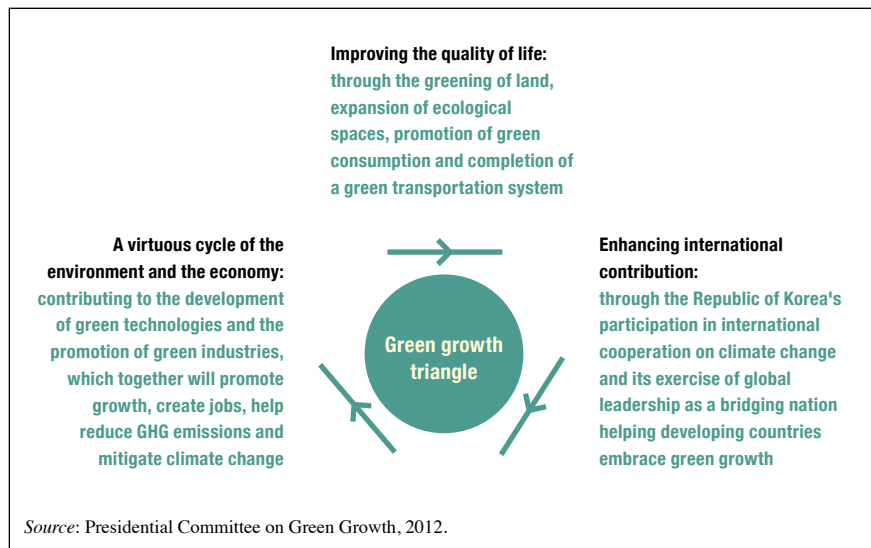 Improving the quality of life:
through the greening of land,
expansion of ecological
spaces, promotion of green
consumption and completion of
a green transportation system
A virtuous cycle of the
environment and the economy:
contributing to the development
of green technologies and the
promotion of green industries,
which together will promote
growth, create jobs, help
reduce GHG emissions and
mitigate climate change
Green growth
triangle
Enhancing international
contribution:
through the Republic of Korea's
participation in international
cooperation on climate change
and its exercise of global
leadership as a bridging nation
helping developing countries
embrace green growth
Source: Presidential Committee on Green Growth, 2012.